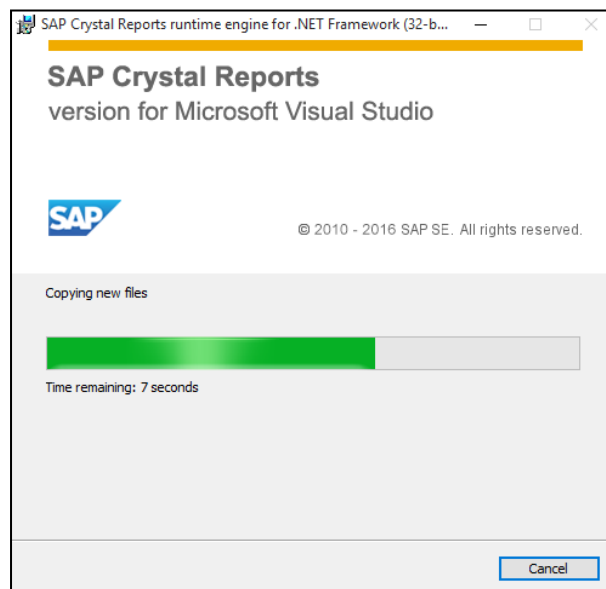 SAP Crystal Reports runtime engine for .NET Framework (32-b...
SAP Crystal Reports
version for Microsoft Visual Studio
SAP
© 2010 - 2016 SAP SE. All rights reserved.
Copying new files
Time remaining: 7 seconds
Cancel